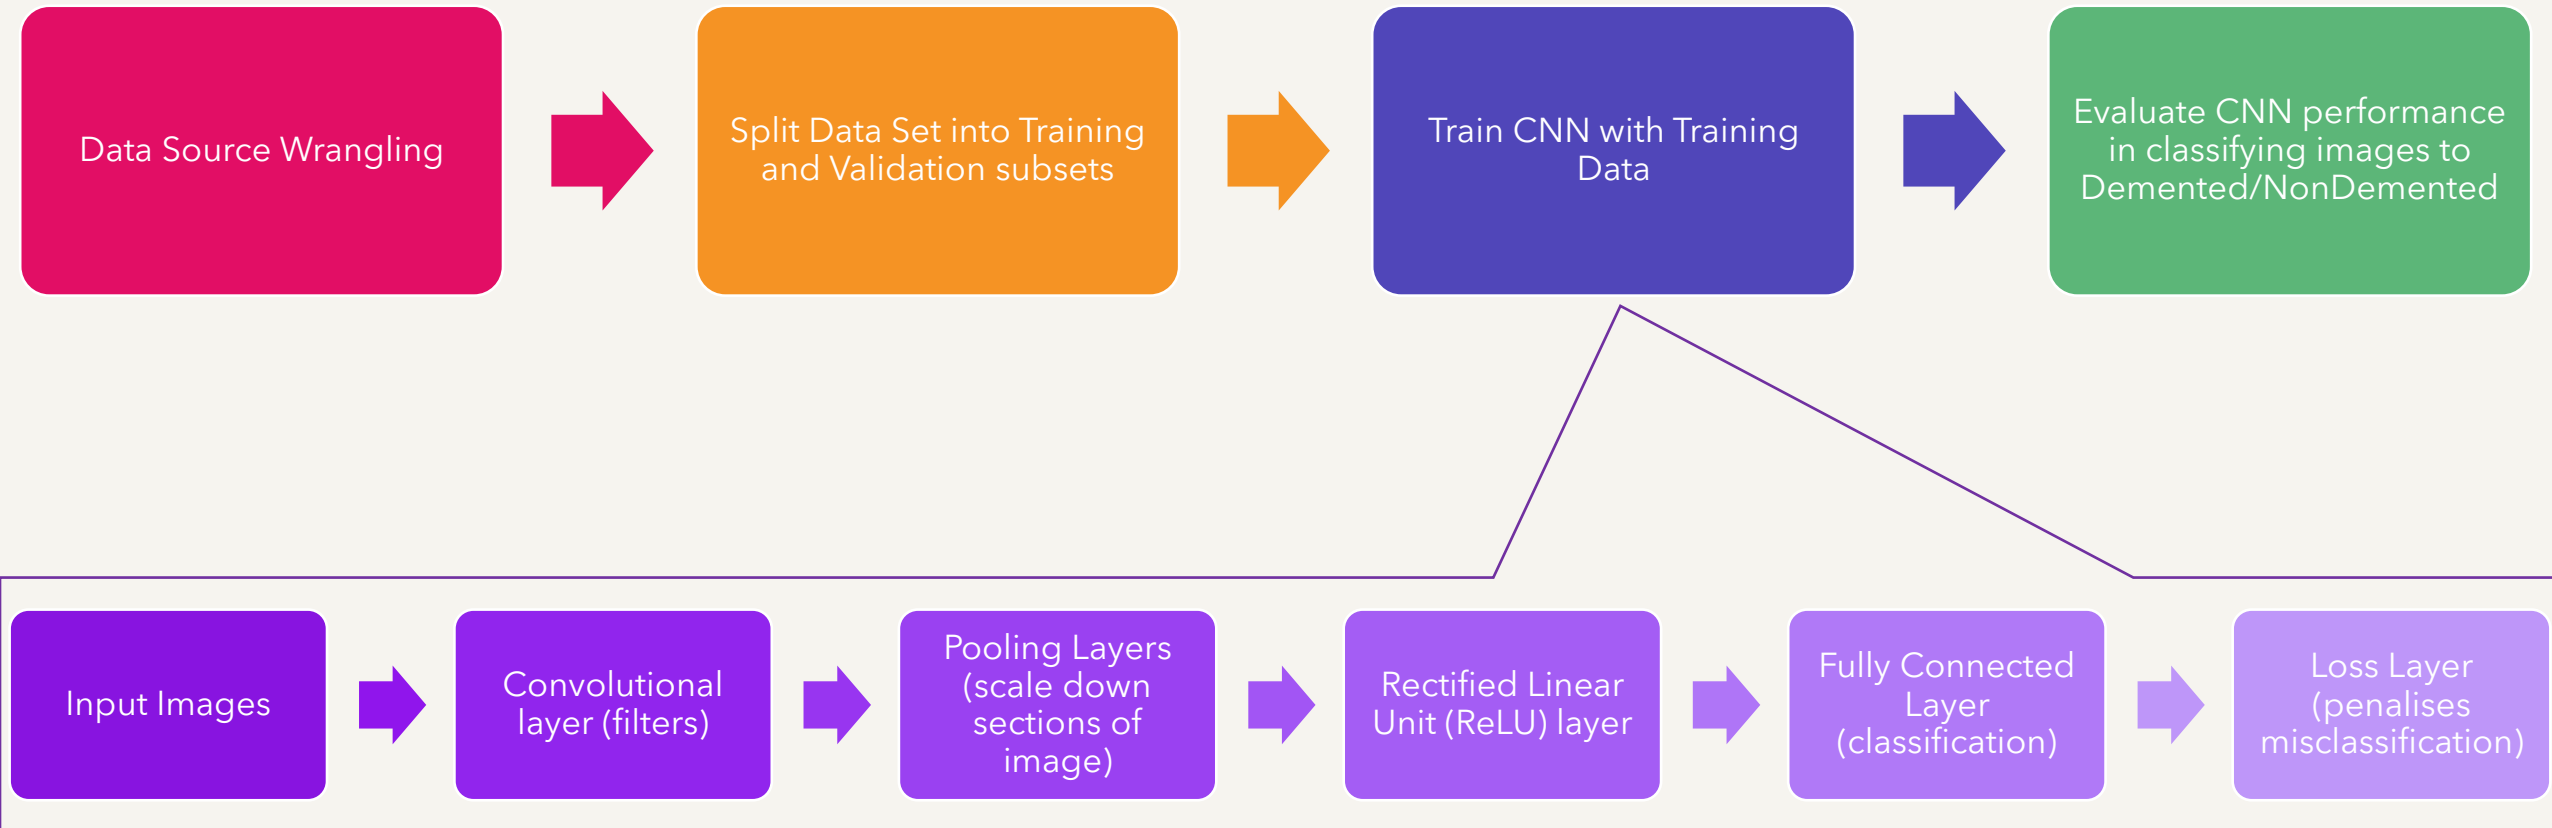 Data Source Wrangling
Split Data Set into Training
and Validation subsets
Train CNN with Training
Data
Evaluate CNN performance
in classifying images to
Demented/NonDemented
Input Images
Convolutional
layer (filters)
Pooling Layers
(scale down
sections of
image)
Rectified Linear
Unit (ReLU) layer
Fully Connected
Layer
(classification)
Loss Layer
(penalises
misclassification)